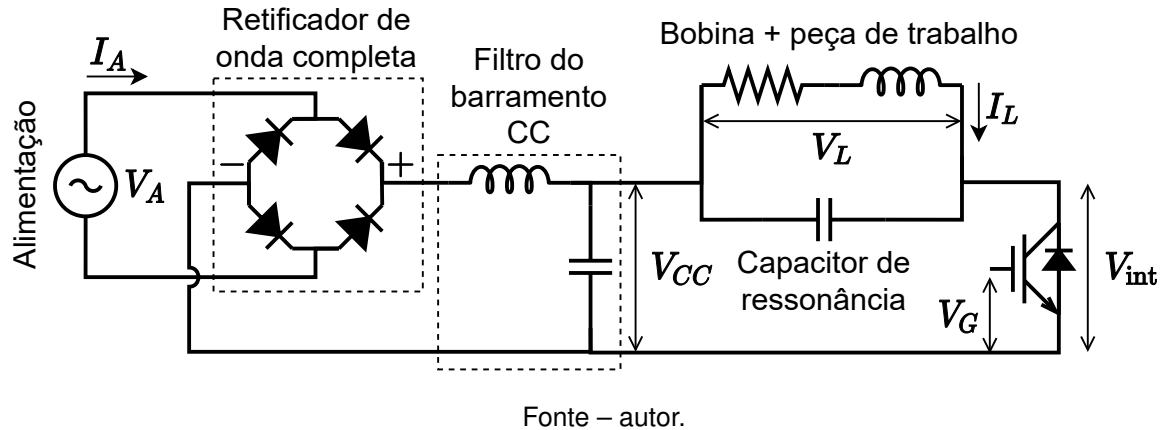 Retificador de
onda completa
Filtro do
barramento
CC
Bobina + peça de trabalho
I_A
Alimentação
V_A
−
+
V_L
I_L
V_CC
Capacitor de
ressonância
V_G
V_int
Fonte – autor.